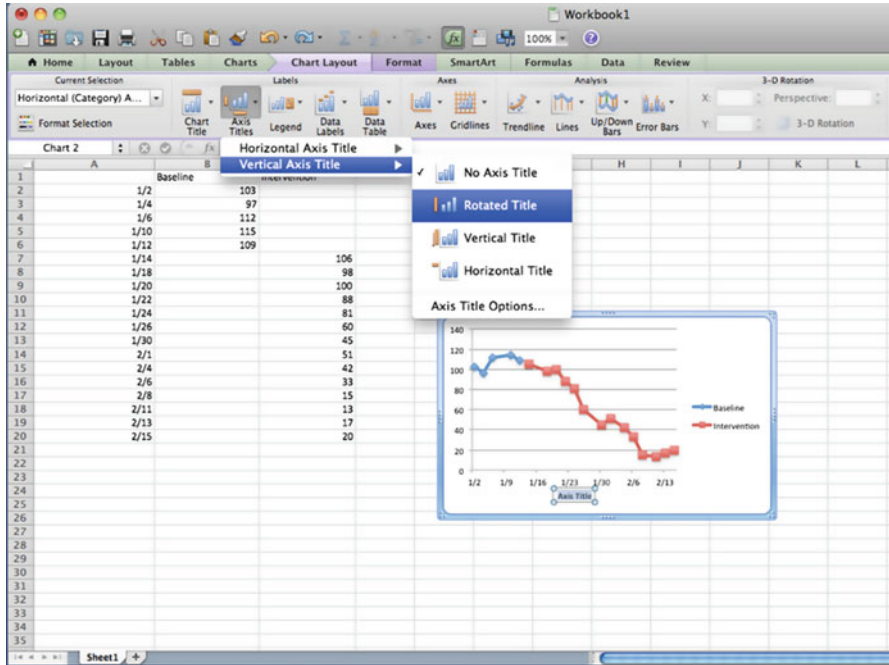 Workbook1
100%
Home Layout Tables Charts Chart Layout Format SmartArt Formulas Data Review
Current Selection Labels Axes Analysis 3-D Rotation
Horizontal (Category) A...
Format Selection
Chart Title
Axis Titles
Legend
Data Labels
Data Table
Axes
Gridlines
Trendline
Lines
Up/Down Bars
Error Bars
X:
Y:
Perspective:
3-D Rotation
Chart 2 fx
Horizontal Axis Title
Vertical Axis Title
No Axis Title
Rotated Title
Vertical Title
Horizontal Title
Axis Title Options...
A B H I J K L
1 Baseline Intervention
2 1/2 103
3 1/4 97
4 1/6 112
5 1/10 115
6 1/12 109
7 1/14 106
8 1/18 98
9 1/20 100
10 1/22 88
11 1/24 81
12 1/26 60
13 1/30 45
14 2/1 51
15 2/4 42
16 2/6 33
17 2/8 15
18 2/11 13
19 2/13 17
20 2/15 20
21
22
23
24
25
26
27
28
29
30
31
32
33
34
35
140
120
100
80
60
40
20
0
1/2 1/9 1/16 1/23 1/30 2/6 2/13
Axis Title
Baseline
Intervention
Sheet1